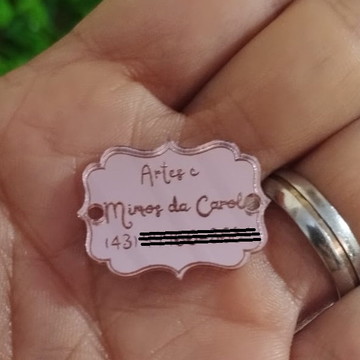 Artes e
Mimos da Carol
(43)